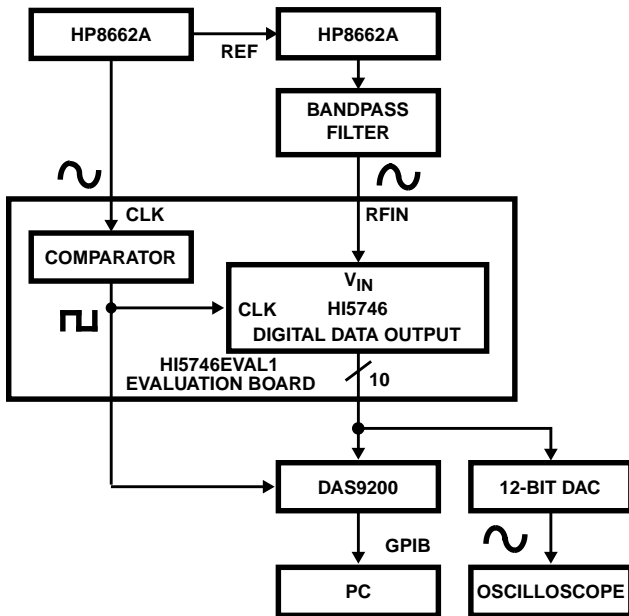 HP8662A
REF
HP8662A
BANDPASS
FILTER
CLK
RFIN
COMPARATOR
VIN
CLK
HI5746
DIGITAL DATA OUTPUT
HI5746EVAL1
EVALUATION BOARD
10
DAS9200
12-BIT DAC
GPIB
PC
OSCILLOSCOPE